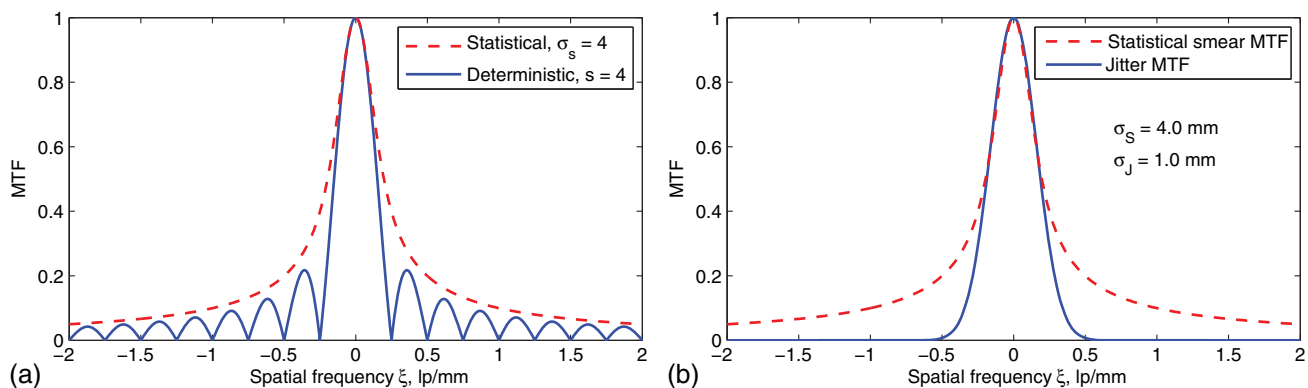 1
0.8
0.6
0.4
0.2
0
MTF
Statistical, σs = 4
Deterministic, s = 4
−2 −1.5 −1 −0.5 0 0.5 1 1.5 2
Spatial frequency ξ, lp/mm
(a)
1
0.8
0.6
0.4
0.2
0
MTF
Statistical smear MTF
Jitter MTF
σS = 4.0 mm
σJ = 1.0 mm
−2 −1.5 −1 −0.5 0 0.5 1 1.5 2
Spatial frequency ξ, lp/mm
(b)